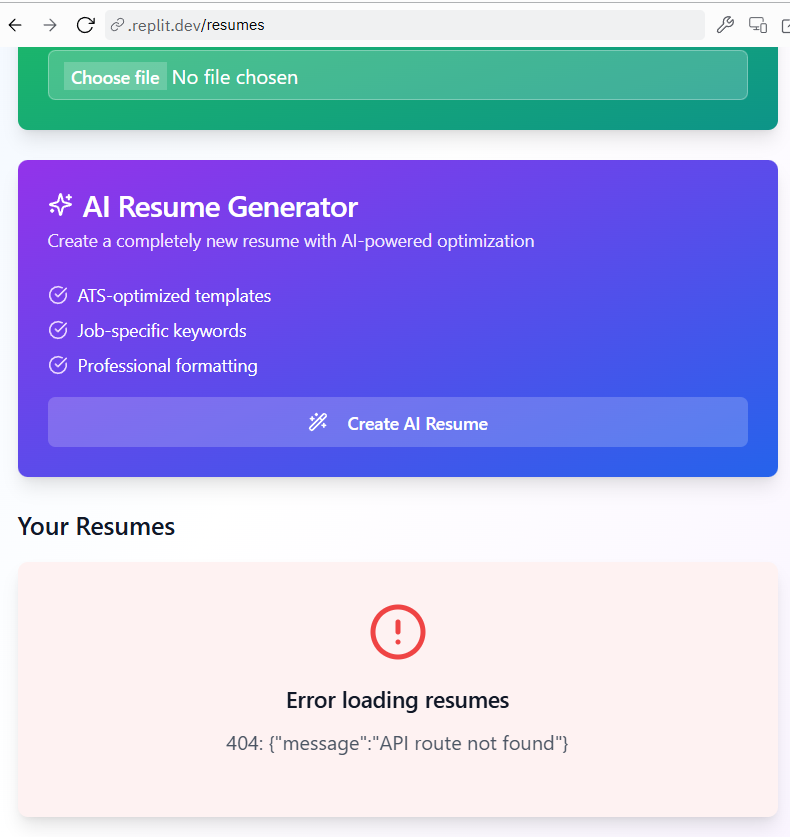 .replit.dev/resumes
Choose file No file chosen
AI Resume Generator
Create a completely new resume with AI-powered optimization
ATS-optimized templates
Job-specific keywords
Professional formatting
Create AI Resume
Your Resumes
Error loading resumes
404: {"message":"API route not found"}